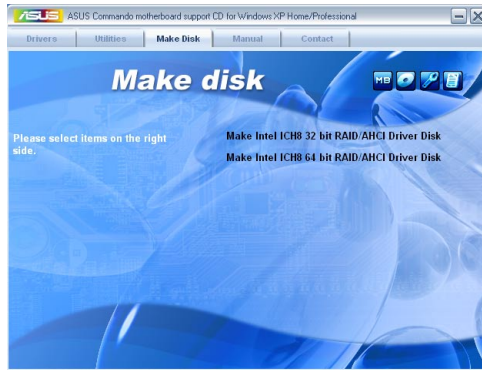 ASUS ASUS Commando motherboard support CD for Windows XP Home/Professional
Drivers Utilities Make Disk Manual Contact
Make disk
MB
Please select items on the right
side.
Make Intel ICH8 32 bit RAID/AHCI Driver Disk
Make Intel ICH8 64 bit RAID/AHCI Driver Disk